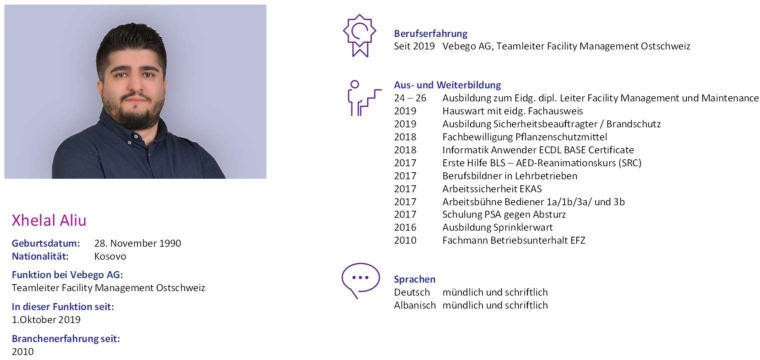 Xhelal Aliu
Geburtsdatum: 28. November 1990
Nationalität: Kosovo
Funktion bei Vebego AG:
Teamleiter Facility Management Ostschweiz
In dieser Funktion seit:
1.Oktober 2019
Branchenerfahrung seit:
2010
Berufserfahrung
Seit 2019 Vebego AG, Teamleiter Facility Management Ostschweiz
Aus- und Weiterbildung
24 – 26 Ausbildung zum Eidg. dipl. Leiter Facility Management und Maintenance
2019 Hauswart mit eidg. Fachausweis
2019 Ausbildung Sicherheitsbeauftragter / Brandschutz
2018 Fachbewilligung Pflanzenschutzmittel
2018 Informatik Anwender ECDL BASE Certificate
2017 Erste Hilfe BLS – AED-Reanimationskurs (SRC)
2017 Berufsbildner in Lehrbetrieben
2017 Arbeitssicherheit EKAS
2017 Arbeitsbühne Bediener 1a/1b/3a/ und 3b
2017 Schulung PSA gegen Absturz
2016 Ausbildung Sprinklerwart
2010 Fachmann Betriebsunterhalt EFZ
Sprachen
Deutsch mündlich und schriftlich
Albanisch mündlich und schriftlich